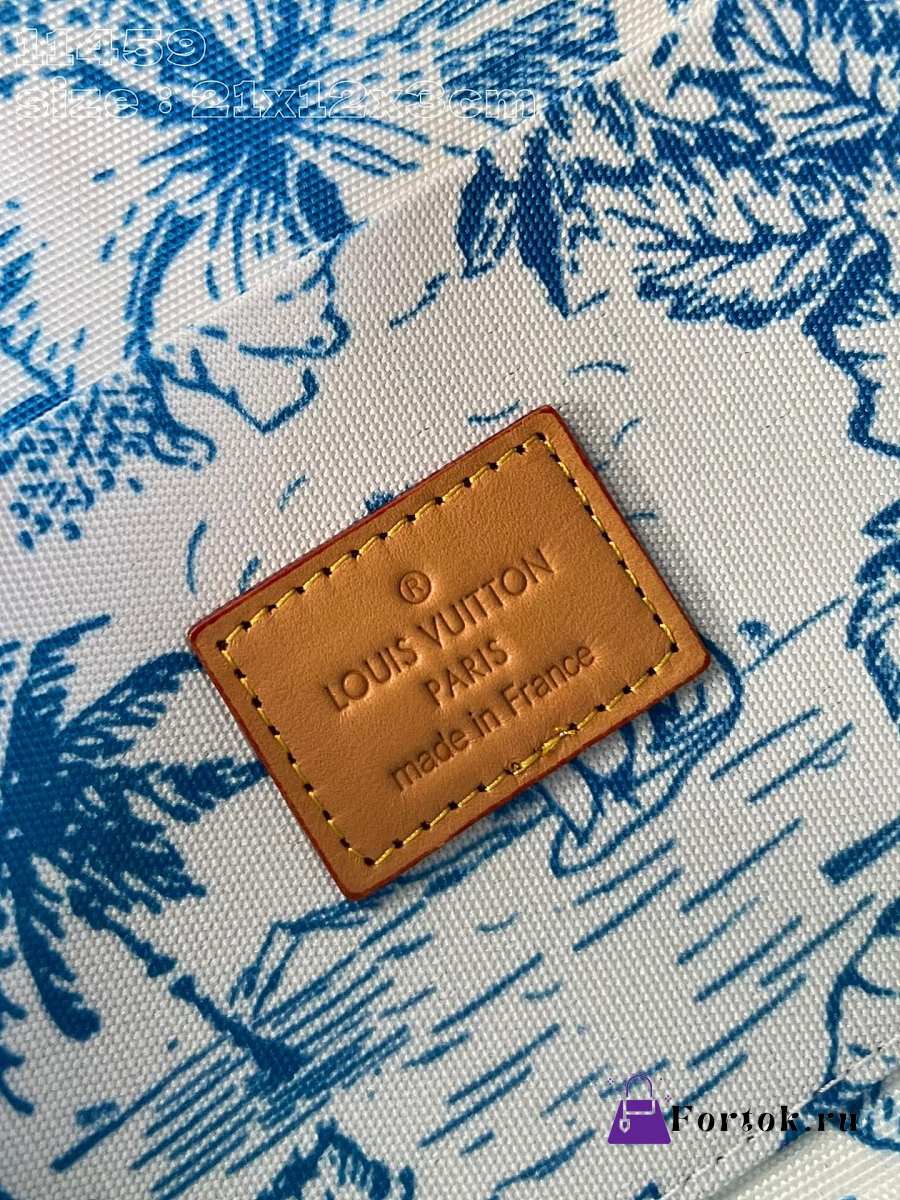 11459
size : 21x12x3cm
®
LOUIS VUITTON
PARIS
made in France
Fortok.ru